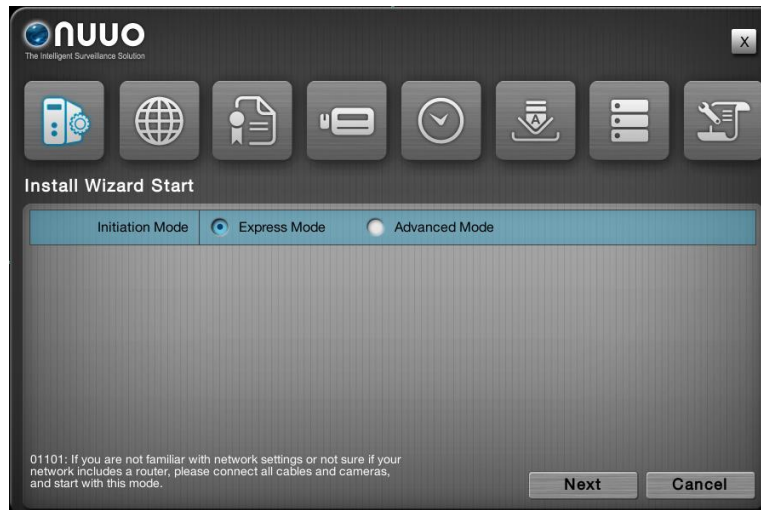 nuuo
The Intelligent Surveillance Solution
X
A
Install Wizard Start
Initiation Mode Express Mode Advanced Mode
01101: If you are not familiar with network settings or not sure if your
network includes a router, please connect all cables and cameras,
and start with this mode.
Next Cancel